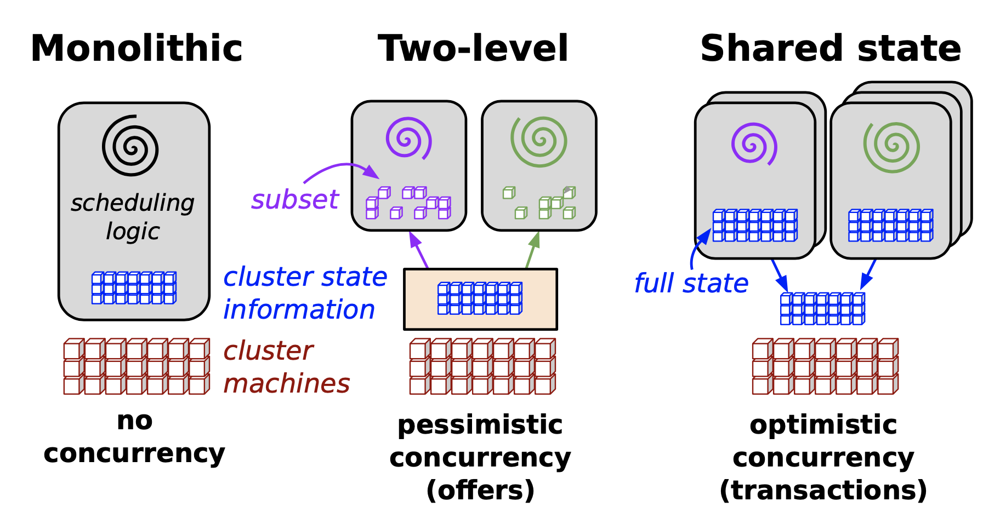 Monolithic
scheduling
logic
cluster state
information
cluster
machines
no
concurrency
Two-level
subset
pessimistic
concurrency
(offers)
Shared state
full state
optimistic
concurrency
(transactions)